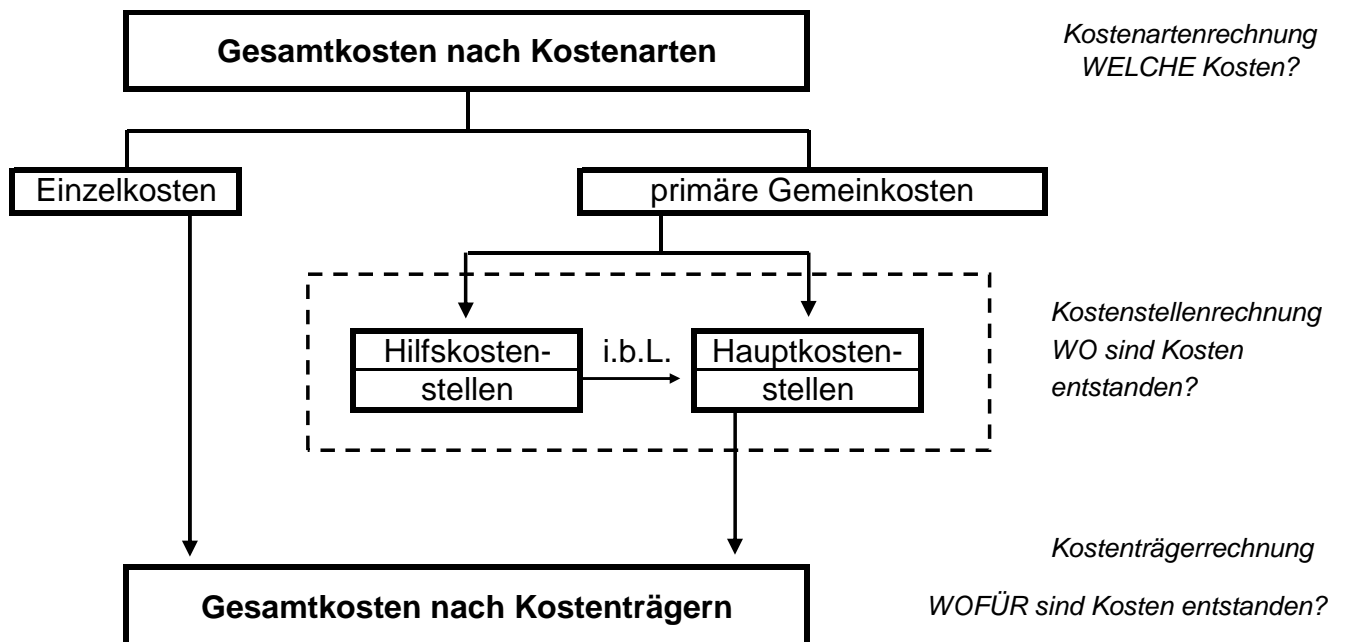 Gesamtkosten nach Kostenarten
Kostenartenrechnung
WELCHE Kosten?
Einzelkosten
primäre Gemeinkosten
Hilfskosten-
stellen
i.b.L.
Hauptkosten-
stellen
Kostenstellenrechnung
WO sind Kosten
entstanden?
Kostenträgerrechnung
Gesamtkosten nach Kostenträgern
WOFÜR sind Kosten entstanden?